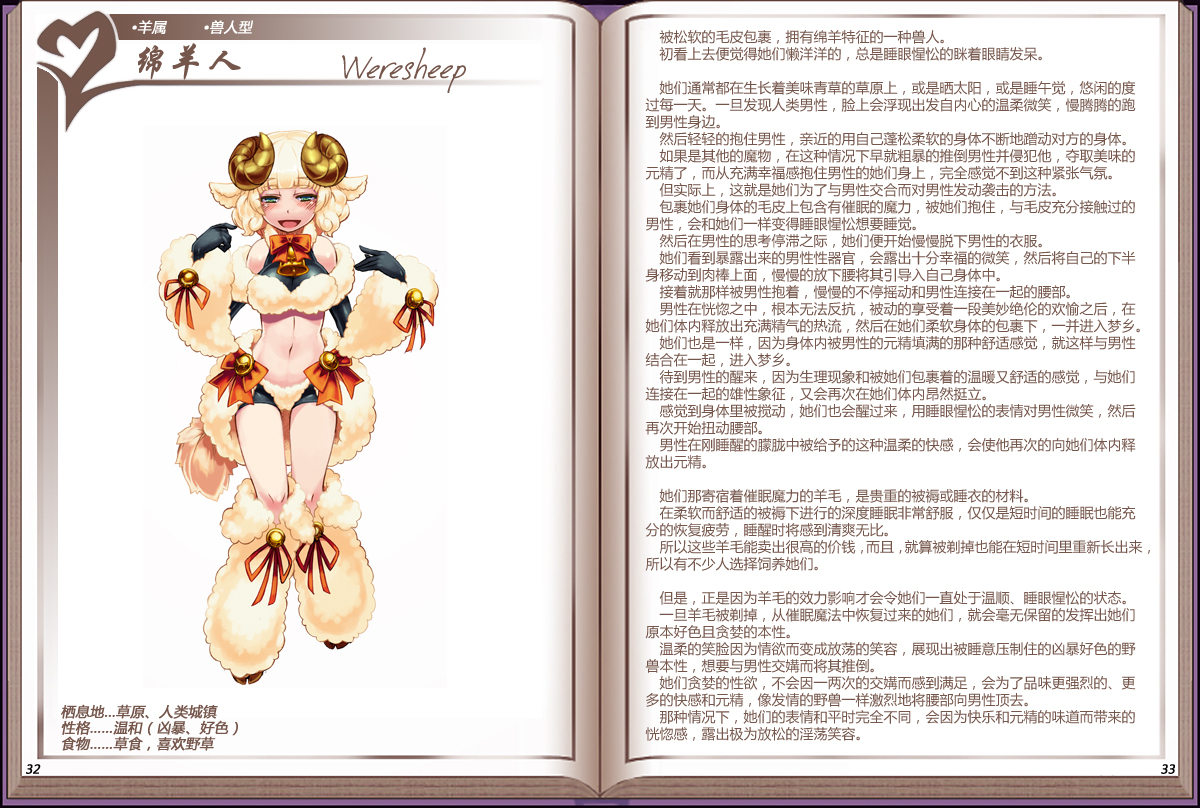 •羊属 •兽人型
绵羊人 Weresheep
栖息地...草原、人类城镇
性格......温和（凶暴、好色）
食物......草食，喜欢野草
32
被松软的毛皮包裹，拥有绵羊特征的一种兽人。
初看上去便觉得她们懒洋洋的，总是睡眼惺忪的眯着眼睛发呆。
她们通常都在生长着美味青草的草原上，或是晒太阳，或是睡午觉，悠闲的度
过每一天。一旦发现人类男性，脸上会浮现出发自内心的温柔微笑，慢腾腾的跑
到男性身边。
然后轻轻的抱住男性，亲近的用自己蓬松柔软的身体不断地蹭动对方的身体。
如果是其他的魔物，在这种情况下早就粗暴的推倒男性并侵犯他，夺取美味的
元精了，而从充满幸福感抱住男性的她们身上，完全感觉不到这种紧张气氛。
但实际上，这就是她们为了与男性交合而对男性发动袭击的方法。
包裹她们身体的毛皮上包含有催眠的魔力，被她们抱住，与毛皮充分接触过的
男性，会和她们一样变得睡眼惺忪想要睡觉。
然后在男性的思考停滞之际，她们便开始慢慢脱下男性的衣服。
她们看到暴露出来的男性性器官，会露出十分幸福的微笑，然后将自己的下半
身移动到肉棒上面，慢慢的放下腰将其引导入自己身体中。
接着就那样被男性抱着，慢慢的不停摇动和男性连接在一起的腰部。
男性在恍惚之中，根本无法反抗，被动的享受着一段美妙绝伦的欢愉之后，在
她们体内释放出充满精气的热流，然后在她们柔软身体的包裹下，一并进入梦乡。
她们也是一样，因为身体内被男性的元精填满的那种舒适感觉，就这样与男性
结合在一起，进入梦乡。
待到男性的醒来，因为生理现象和被她们包裹着的温暖又舒适的感觉，与她们
连接在一起的雄性象征，又会再次在她们体内昂然挺立。
感觉到身体里被搅动，她们也会醒过来，用睡眼惺忪的表情对男性微笑，然后
再次开始扭动腰部。
男性在刚睡醒的朦胧中被给予的这种温柔的快感，会使他再次的向她们体内释
放出元精。
她们那寄宿着催眠魔力的羊毛，是贵重的被褥或睡衣的材料。
在柔软而舒适的被褥下进行的深度睡眠非常舒服，仅仅是短时间的睡眠也能充
分的恢复疲劳，睡醒时将感到清爽无比。
所以这些羊毛能卖出很高的价钱，而且，就算被剃掉也能在短时间里重新长出来，
所以有不少人选择饲养她们。
但是，正是因为羊毛的效力影响才会令她们一直处于温顺、睡眼惺忪的状态。
一旦羊毛被剃掉，从催眠魔法中恢复过来的她们，就会毫无保留的发挥出她们
原本好色且贪婪的本性。
温柔的笑脸因为情欲而变成放荡的笑容，展现出被睡意压制住的凶暴好色的野
兽本性，想要与男性交媾而将其推倒。
她们贪婪的性欲，不会因一两次的交媾而感到满足，会为了品味更强烈的、更
多的快感和元精，像发情的野兽一样激烈地将腰部向男性顶去。
那种情况下，她们的表情和平时完全不同，会因为快乐和元精的味道而带来的
恍惚感，露出极为放松的淫荡笑容。
33